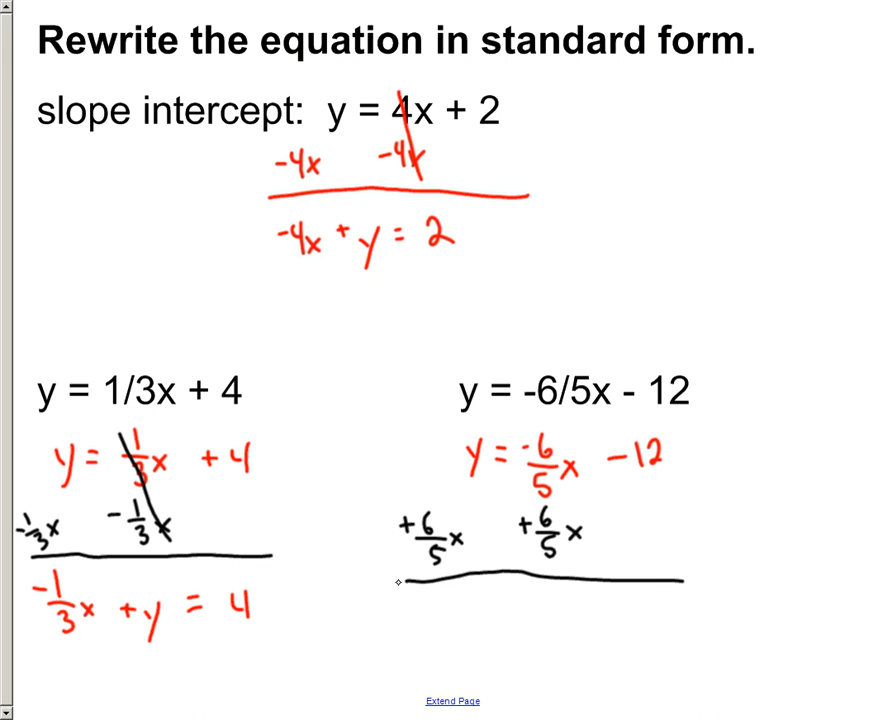 Rewrite the equation in standard form.
slope intercept: y = 4x + 2
-4x -4x
-4x + y = 2
y = 1/3x + 4
y = 1/3x + 4
-1/3x -1/3x
-1/3x + y = 4
y = -6/5x - 12
y = -6/5x - 12
+6/5x +6/5x
Extend Page